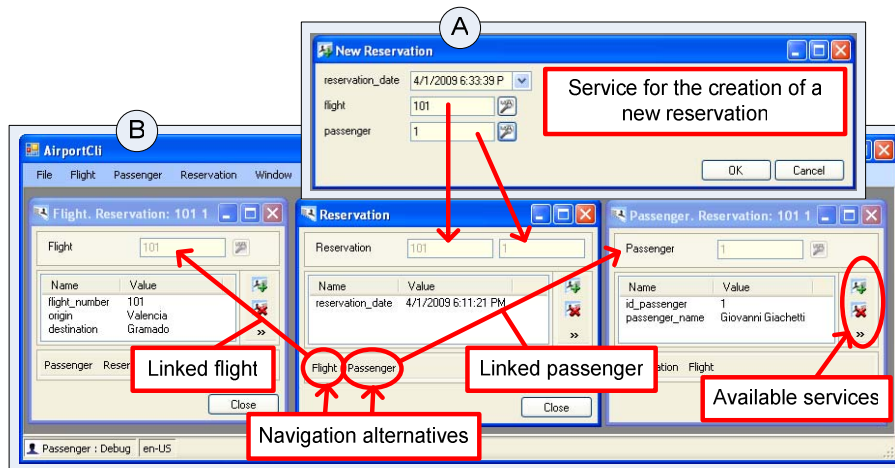 A
New Reservation
reservation_date 4/1/2009 6:33:39 P
flight 101
passenger 1
Service for the creation of a
new reservation
OK Cancel
B
AirportCli
File Flight Passenger Reservation Window
Flight. Reservation: 101 1
Flight 101
Name Value
flight_number 101
origin Valencia
destination Gramado
»
Passenger Rese
Close
Linked flight
Reservation
Reservation 101 1
Name Value
reservation_date 4/1/2009 6:11:21 PM
»
Flight Passenger
Close
Linked passenger
Navigation alternatives
Passenger. Reservation: 101 1
Passenger 1
Name Value
id_passenger 1
passenger_name Giovanni Giachetti
»
ation Flight
Available services
Passenger : Debug en-US